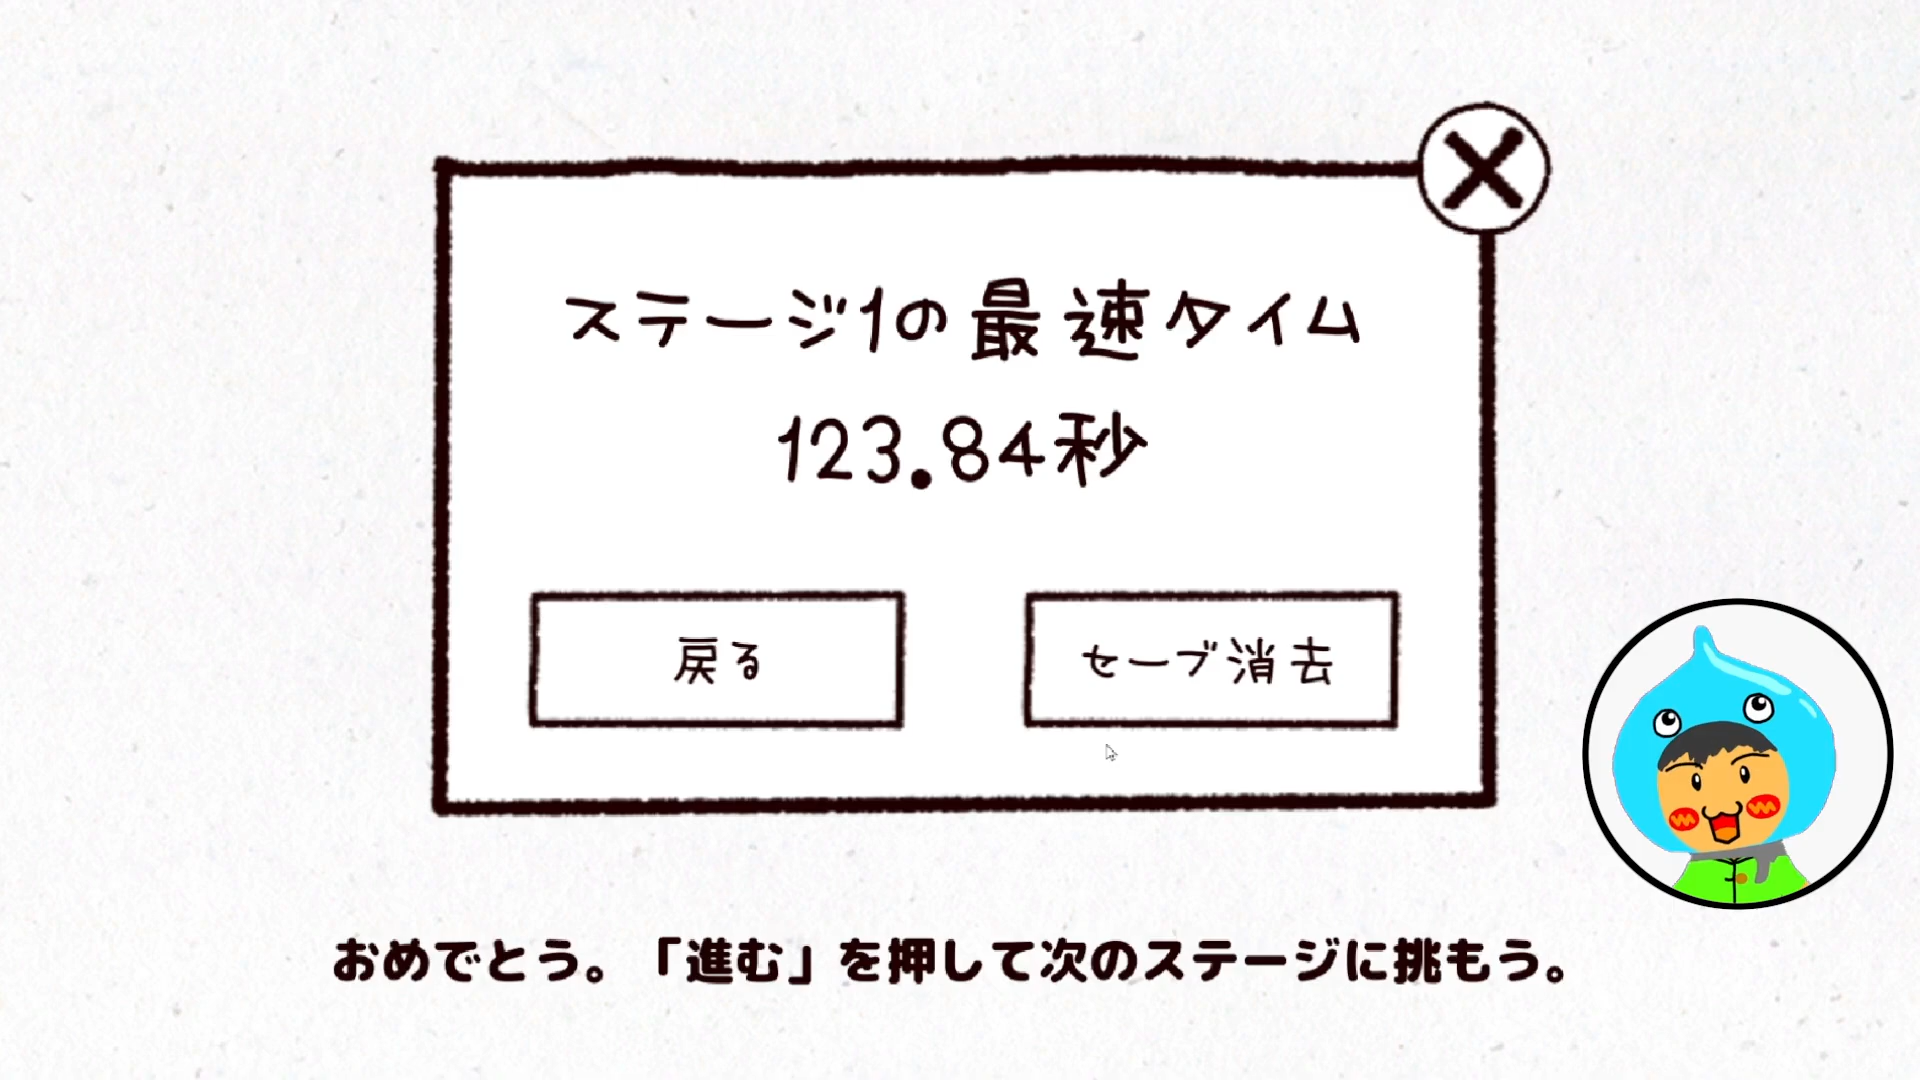 ステージ1の最速タイム
123.84秒
戻る
セーブ消去
おめでとう。「進む」を押して次のステージに挑もう。